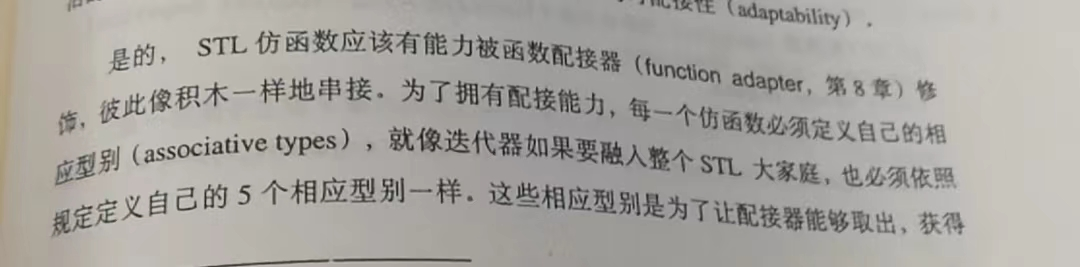 配接性（adaptability）．
是的， STL 仿函数应该有能力被函数配接器（function adapter，第 8 章）修
饰，彼此像积木一样地串接。为了拥有配接能力，每一个仿函数必须定义自己的相
应型别（associative types），就像迭代器如果要融入整个 STL 大家庭，也必须依照
规定定义自己的 5 个相应型别一样。这些相应型别是为了让配接器能够取出，获得